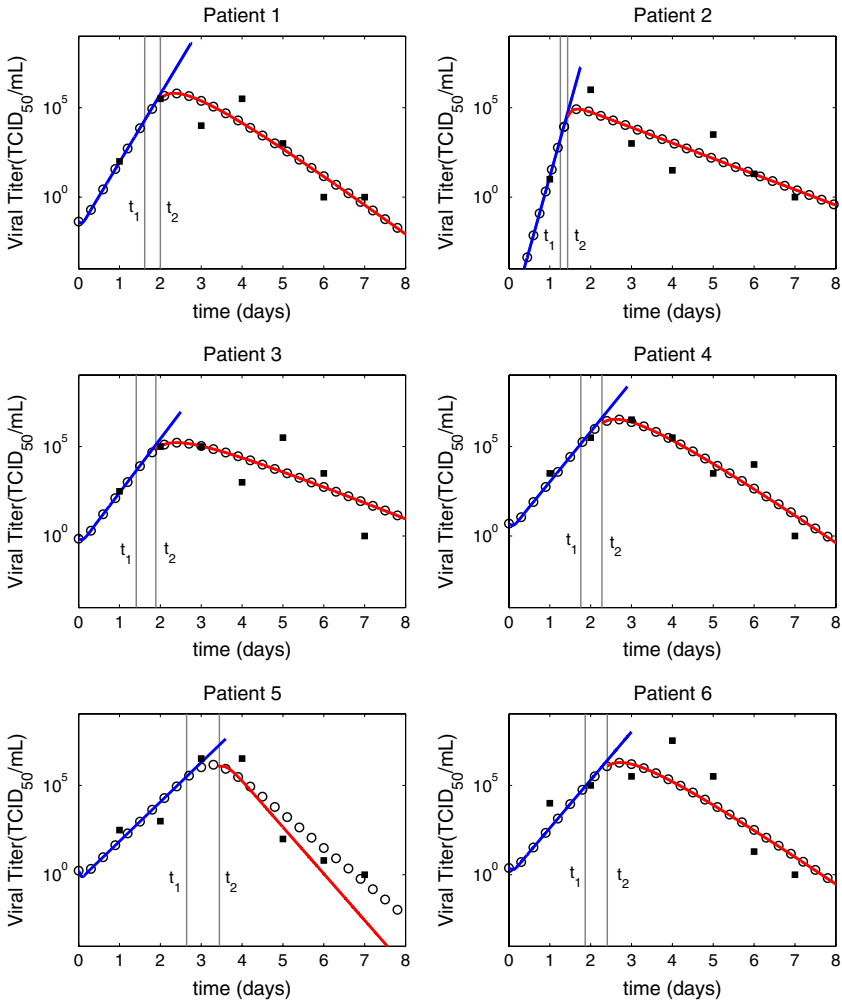 Patient 1
Viral Titer(TCID50/mL)
10^5
10^0
t1 t2
0 1 2 3 4 5 6 7 8
time (days)
Patient 2
Viral Titer(TCID50/mL)
10^5
10^0
t1 t2
0 1 2 3 4 5 6 7 8
time (days)
Patient 3
Viral Titer(TCID50/mL)
10^5
10^0
t1 t2
0 1 2 3 4 5 6 7 8
time (days)
Patient 4
Viral Titer(TCID50/mL)
10^5
10^0
t1 t2
0 1 2 3 4 5 6 7 8
time (days)
Patient 5
Viral Titer(TCID50/mL)
10^5
10^0
t1 t2
0 1 2 3 4 5 6 7 8
time (days)
Patient 6
Viral Titer(TCID50/mL)
10^5
10^0
t1 t2
0 1 2 3 4 5 6 7 8
time (days)